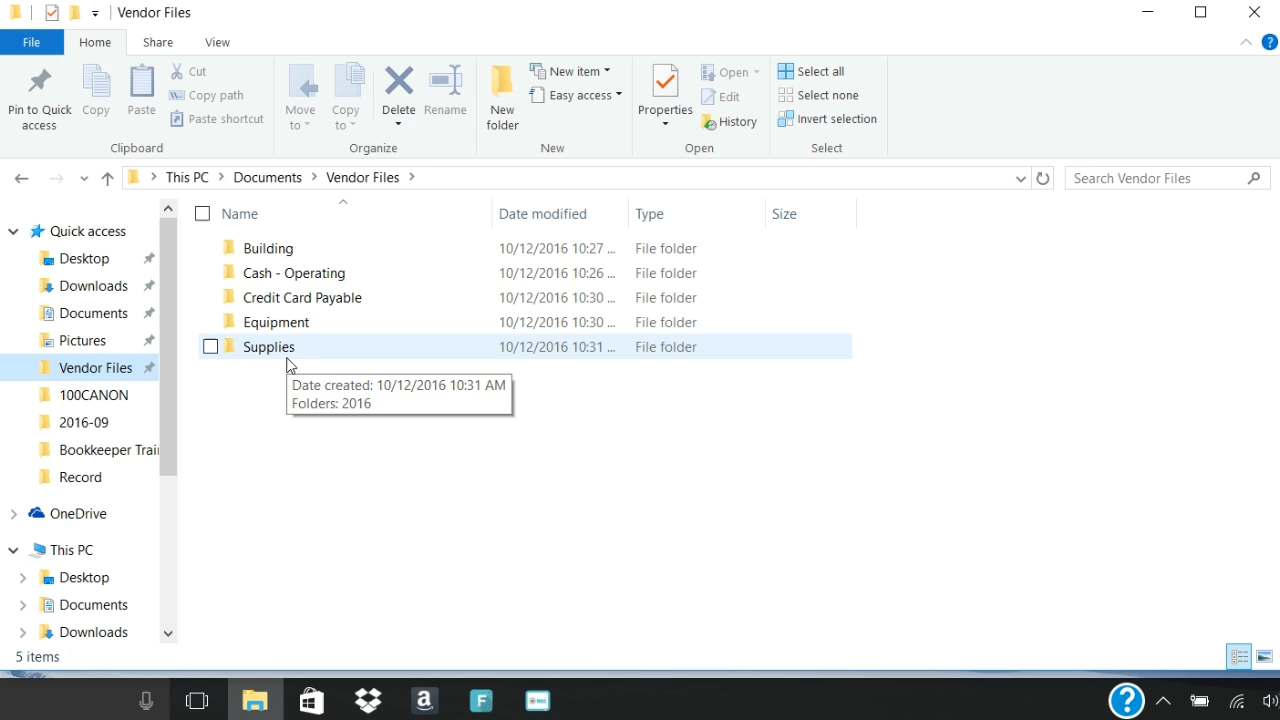 Vendor Files
File Home Share View
Pin to Quick access
Copy
Paste
Cut
Copy path
Paste shortcut
Clipboard
Move to
Copy to
Delete
Rename
Organize
New folder
New item
Easy access
New
Properties
Open
Edit
History
Open
Select all
Select none
Invert selection
Select
This PC > Documents > Vendor Files >
Search Vendor Files
Name Date modified Type Size
Building 10/12/2016 10:27 ... File folder
Cash - Operating 10/12/2016 10:26 ... File folder
Credit Card Payable 10/12/2016 10:30 ... File folder
Equipment 10/12/2016 10:30 ... File folder
Supplies 10/12/2016 10:31 ... File folder
Date created: 10/12/2016 10:31 AM
Folders: 2016
Quick access
Desktop
Downloads
Documents
Pictures
Vendor Files
100CANON
2016-09
Bookkeeper Trai
Record
OneDrive
This PC
Desktop
Documents
Downloads
5 items